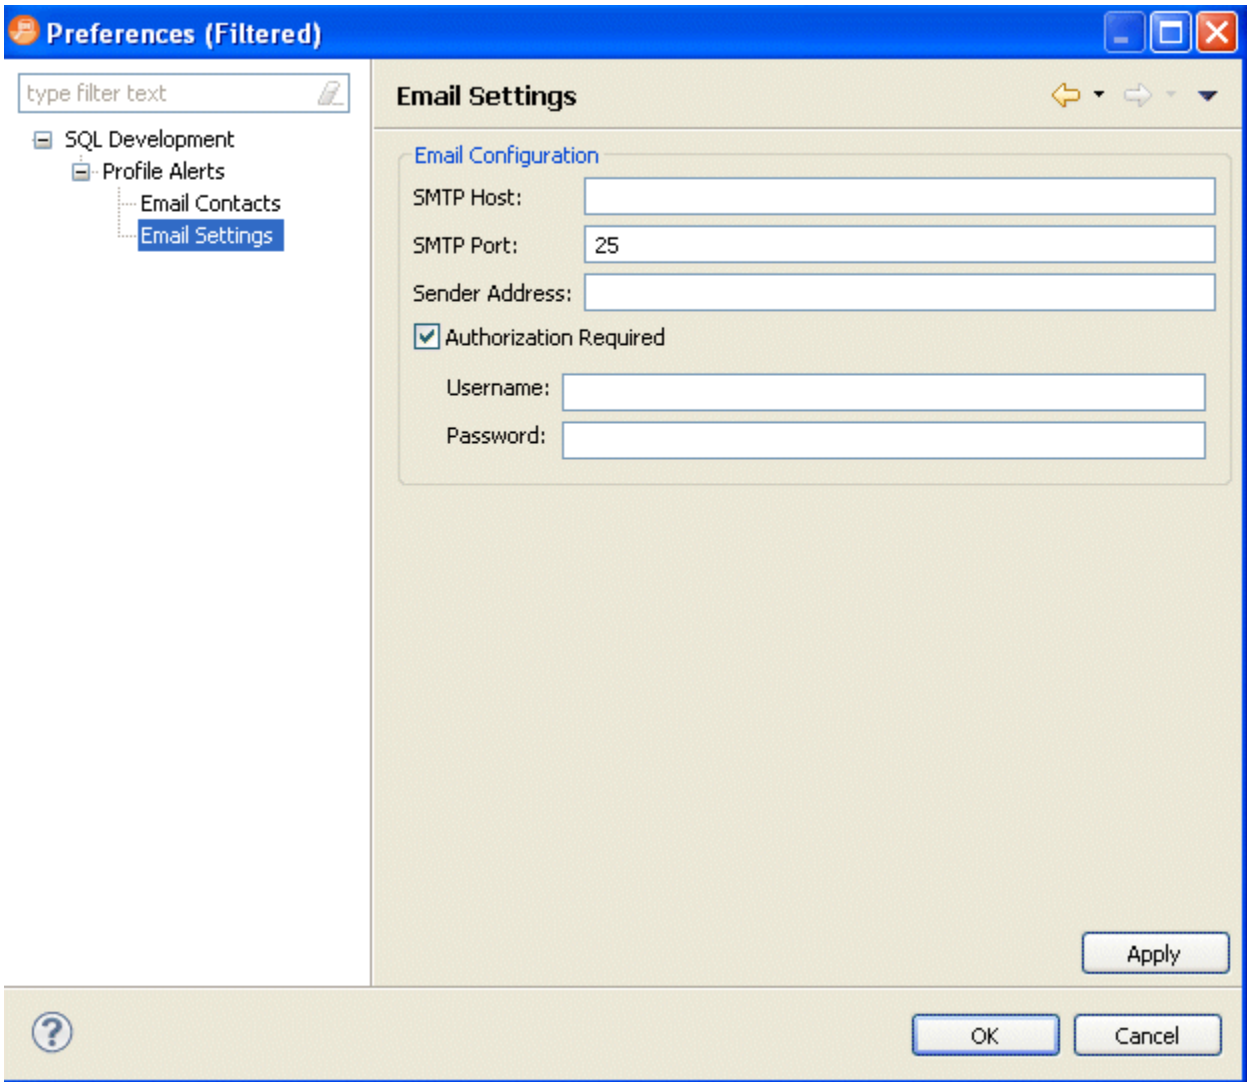 Preferences (Filtered)
type filter text
SQL Development
Profile Alerts
Email Contacts
Email Settings
Email Settings
Email Configuration
SMTP Host:
SMTP Port: 25
Sender Address:
Authorization Required
Username:
Password:
Apply
?
OK Cancel